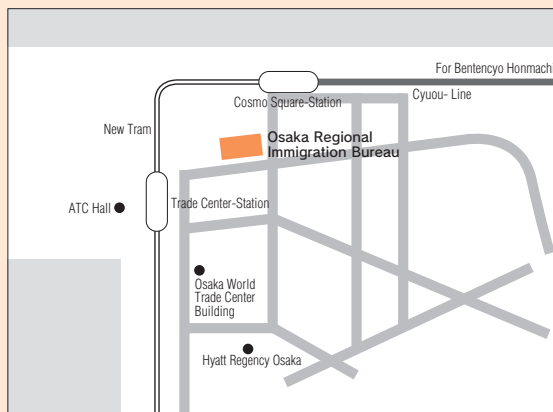 For Bentencyo Honmachi
Cosmo Square-Station
Cyuou- Line
New Tram
Osaka Regional
Immigration Bureau
ATC Hall
Trade Center-Station
Osaka World
Trade Center
Building
Hyatt Regency Osaka